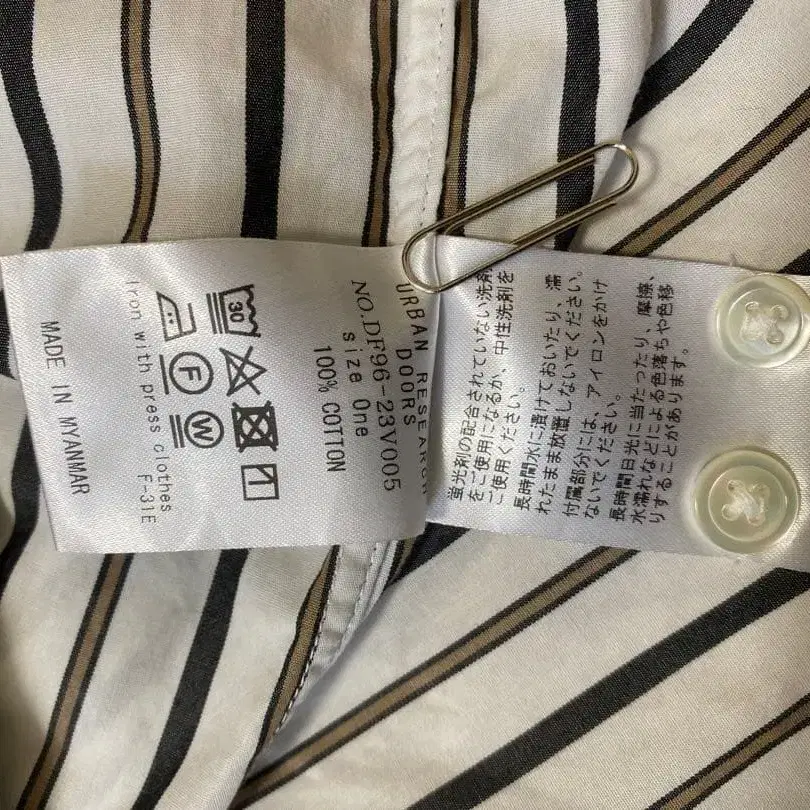 URBAN RESEARCH
DOORS
NO.DF96-23V005
size One
100% COTTON
30
F
W
Iron with press clothes
F-31E
MADE IN MYANMAR
蛍光剤の配合されていない洗剤
をご使用になるか、中性洗剤を
ご使用ください。
長時間水に漬けておいたり、濡
れたまま放置しないでください。
付属部分には、アイロンをかけ
ないでください。
長時間日光に当たったり、摩擦、
水濡れなどによる色落ちや色移
りすることがあります。